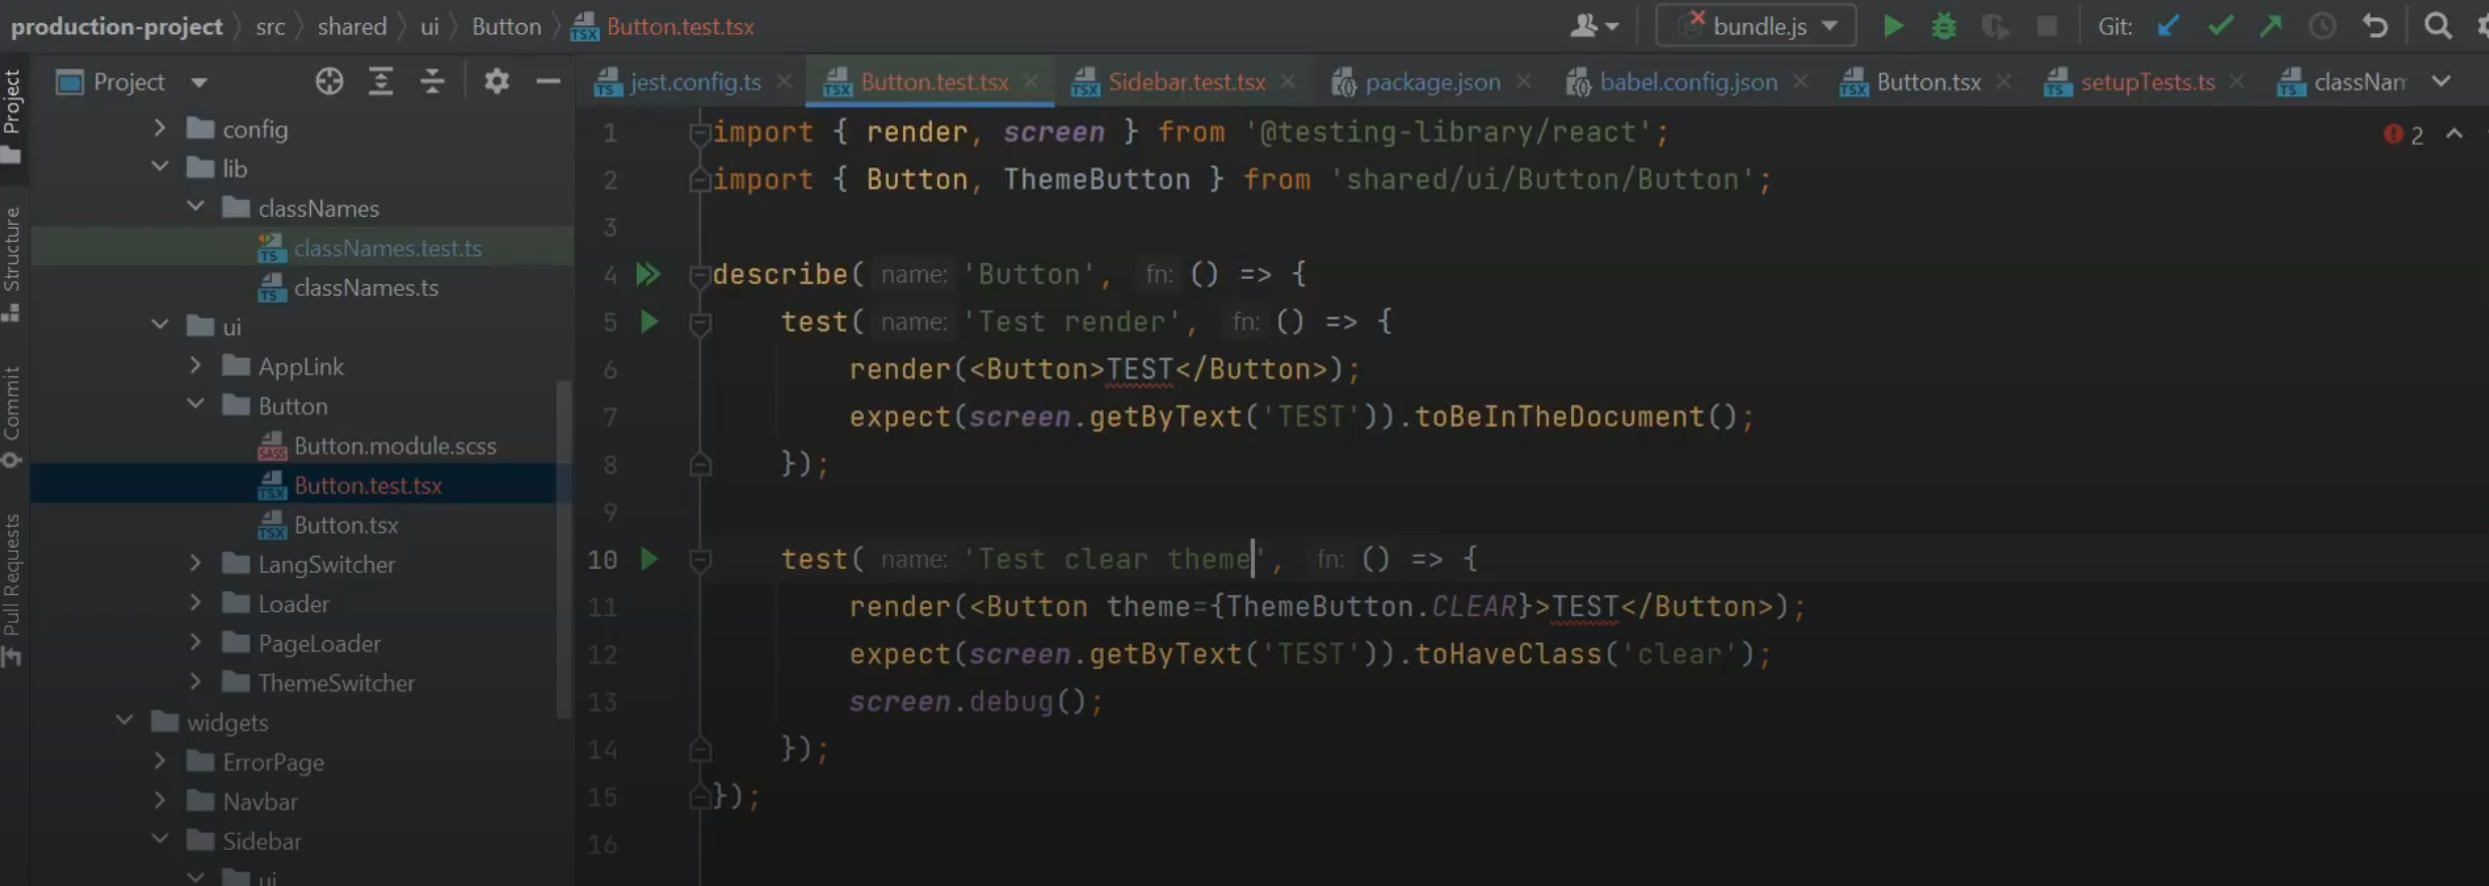 production-project src shared ui Button Button.test.tsx bundle.js Git:
Project
jest.config.ts Button.test.tsx Sidebar.test.tsx package.json babel.config.json Button.tsx setupTests.ts classNam
Project
Structure
Commit
Pull Requests
config
lib
classNames
classNames.test.ts
classNames.ts
ui
AppLink
Button
Button.module.scss
Button.test.tsx
Button.tsx
LangSwitcher
Loader
PageLoader
ThemeSwitcher
widgets
ErrorPage
Navbar
Sidebar
ui
1 import { render, screen } from '@testing-library/react';
2
2 import { Button, ThemeButton } from 'shared/ui/Button/Button';
3
4 describe( name: 'Button', fn: () => {
5 test( name: 'Test render', fn: () => {
6 render(<Button>TEST</Button>);
7 expect(screen.getByText('TEST')).toBeInTheDocument();
8 });
9
10 test( name: 'Test clear theme', fn: () => {
11 render(<Button theme={ThemeButton.CLEAR}>TEST</Button>);
12 expect(screen.getByText('TEST')).toHaveClass('clear');
13 screen.debug();
14 });
15 });
16